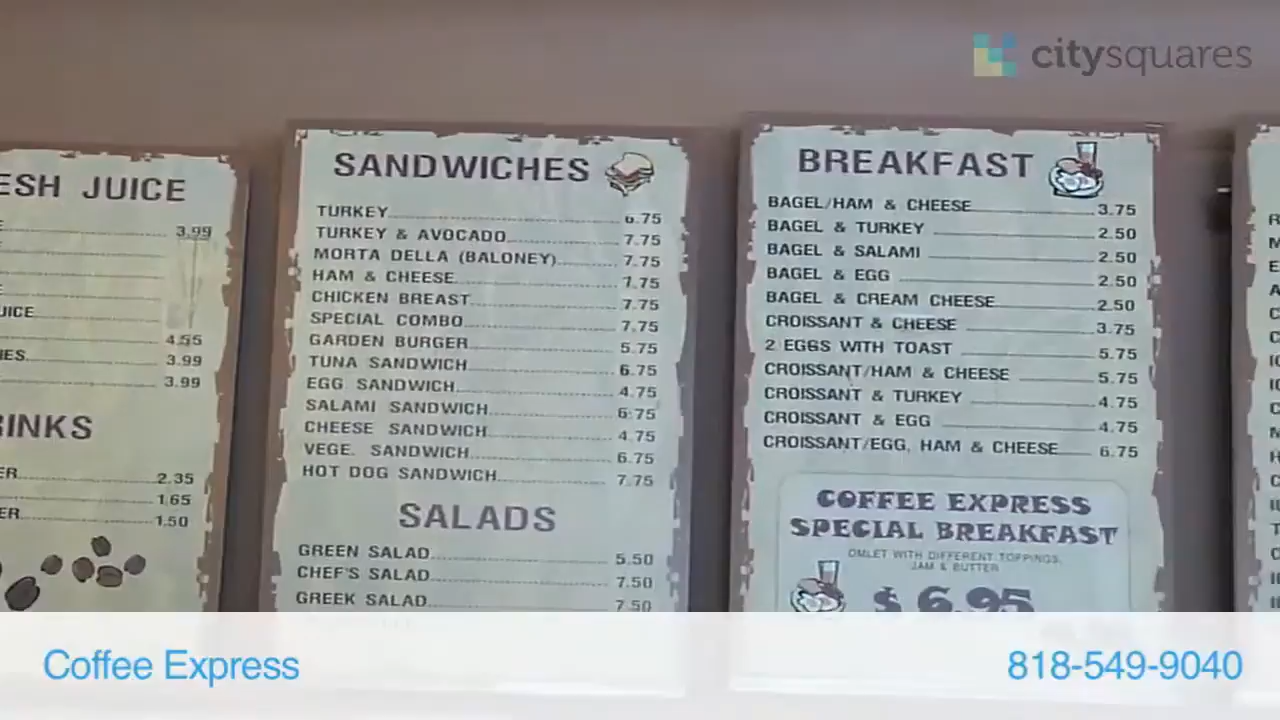 citysquares
ESH JUICE
3.99
UICE
4.55
3.99
3.99
2.35
1.65
1.50
SANDWICHES
TURKEY 6.75
TURKEY & AVOCADO 7.75
MORTA DELLA (BALONEY) 7.75
HAM & CHEESE 7.75
CHICKEN BREAST 7.75
SPECIAL COMBO 7.75
GARDEN BURGER 5.75
TUNA SANDWICH 6.75
EGG SANDWICH 4.75
SALAMI SANDWICH 6.75
CHEESE SANDWICH 4.75
VEGE. SANDWICH 6.75
HOT DOG SANDWICH 7.75
SALADS
GREEN SALAD 5.50
CHEF'S SALAD 7.50
GREEK SALAD 7.50
BREAKFAST
BAGEL/HAM & CHEESE 3.75
BAGEL & TURKEY 2.50
BAGEL & SALAMI 2.50
BAGEL & EGG 2.50
BAGEL & CREAM CHEESE 2.50
CROISSANT & CHEESE 3.75
2 EGGS WITH TOAST 5.75
CROISSANT/HAM & CHEESE 5.75
CROISSANT & TURKEY 4.75
CROISSANT & EGG 4.75
CROISSANT/EGG, HAM & CHEESE 6.75
COFFEE EXPRESS
SPECIAL BREAKFAST
OMLET WITH DIFFERENT TOPPINGS,
JAM & BUTTER
$ 6.95
Coffee Express
818-549-9040